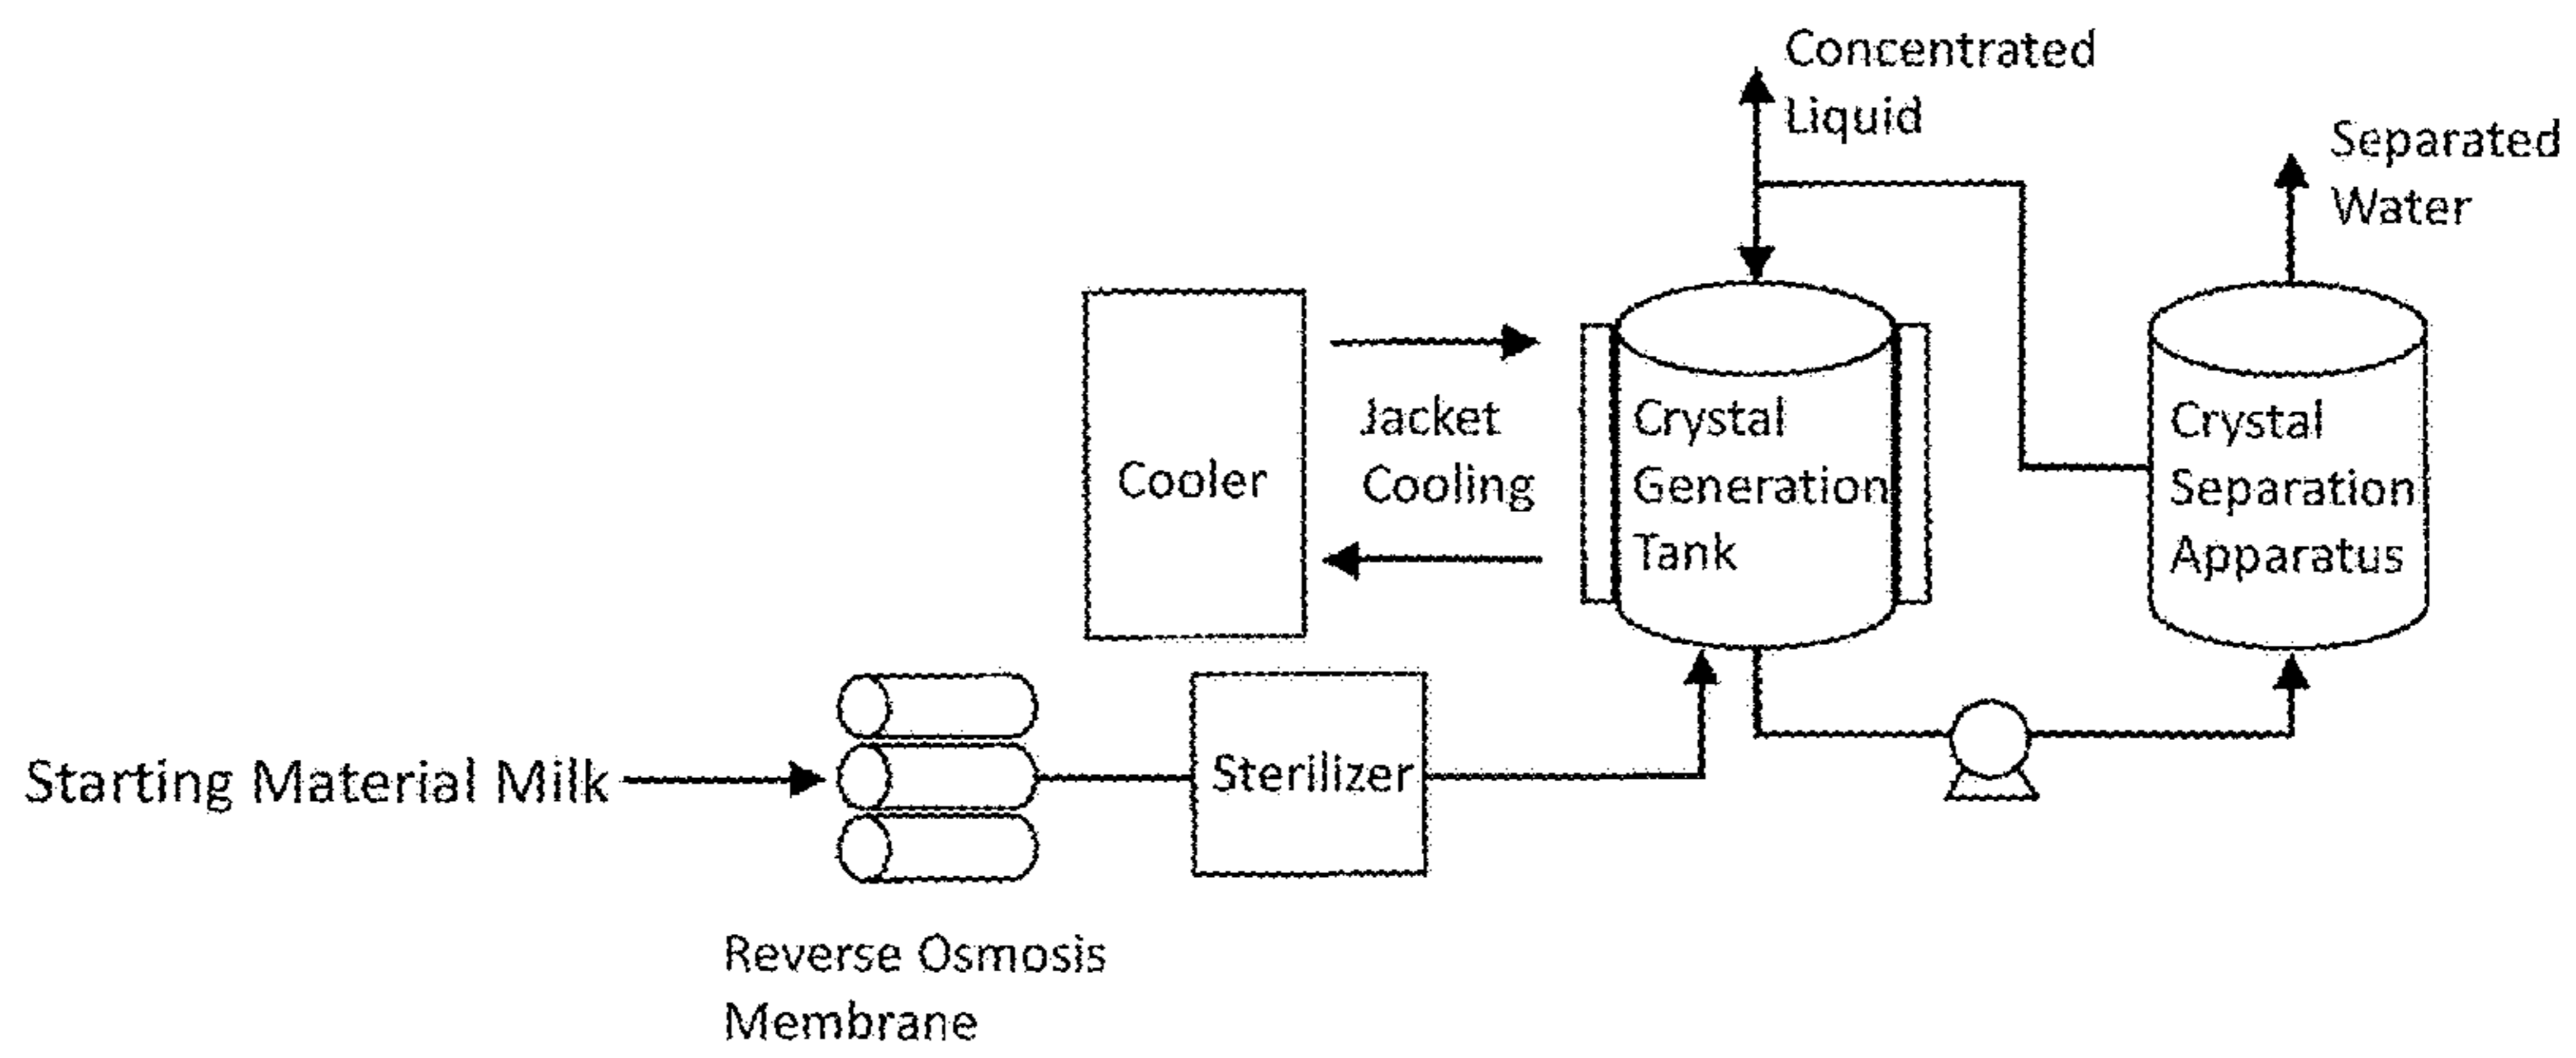 Concentrated
Liquid
Separated
Water
Cooler
Jacket
Cooling
Crystal
Generation
Tank
Crystal
Separation
Apparatus
Starting Material Milk
Sterilizer
Reverse Osmosis
Membrane